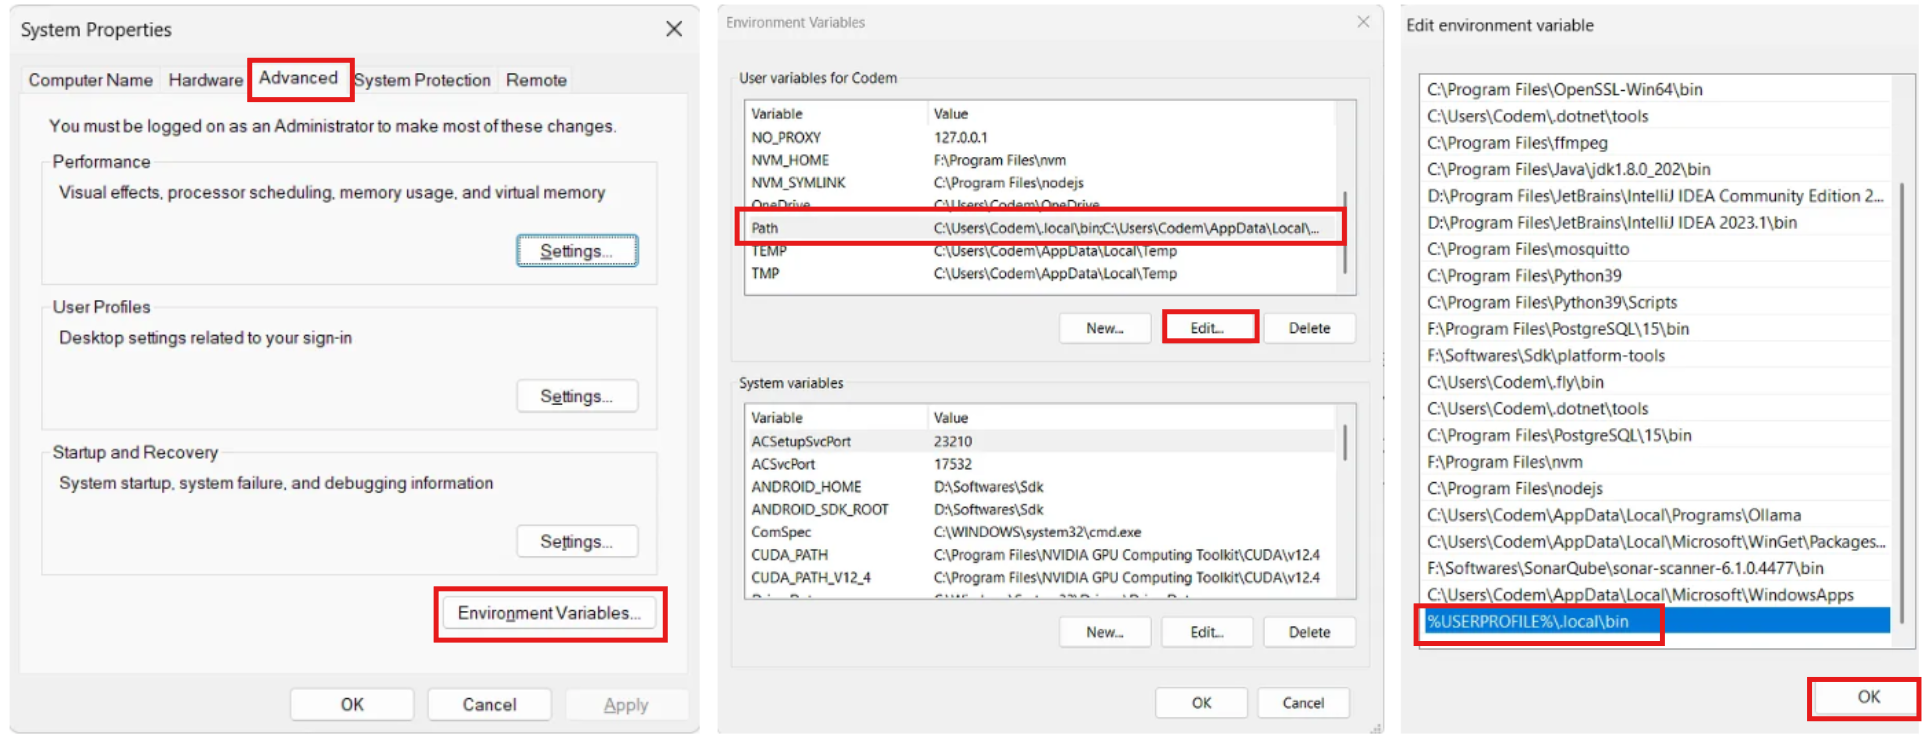 System Properties
Computer Name
Hardware
Advanced
System Protection
Remote
You must be logged on as an Administrator to make most of these changes.
Performance
Visual effects, processor scheduling, memory usage, and virtual memory
Settings...
User Profiles
Desktop settings related to your sign-in
Settings...
Startup and Recovery
System startup, system failure, and debugging information
Settings...
Environment Variables...
OK
Cancel
Apply
Environment Variables
User variables for Codem
Variable Value
NO_PROXY 127.0.0.1
NVM_HOME F:\Program Files\nvm
NVM_SYMLINK C:\Program Files\nodejs
OneDrive C:\Users\Codem\OneDrive
Path C:\Users\Codem\.local\bin;C:\Users\Codem\AppData\Local\...
TEMP C:\Users\Codem\AppData\Local\Temp
TMP C:\Users\Codem\AppData\Local\Temp
New...
Edit...
Delete
System variables
Variable Value
ACSetupSvcPort 23210
ACSvcPort 17532
ANDROID_HOME D:\Softwares\Sdk
ANDROID_SDK_ROOT D:\Softwares\Sdk
ComSpec C:\WINDOWS\system32\cmd.exe
CUDA_PATH C:\Program Files\NVIDIA GPU Computing Toolkit\CUDA\v12.4
CUDA_PATH_V12_4 C:\Program Files\NVIDIA GPU Computing Toolkit\CUDA\v12.4
New...
Edit...
Delete
OK
Cancel
Edit environment variable
C:\Program Files\OpenSSL-Win64\bin
C:\Users\Codem\.dotnet\tools
C:\Program Files\ffmpeg
C:\Program Files\Java\jdk1.8.0_202\bin
D:\Program Files\JetBrains\IntelliJ IDEA Community Edition 2...
D:\Program Files\JetBrains\IntelliJ IDEA 2023.1\bin
C:\Program Files\mosquitto
C:\Program Files\Python39
C:\Program Files\Python39\Scripts
F:\Program Files\PostgreSQL\15\bin
F:\Softwares\Sdk\platform-tools
C:\Users\Codem\.fly\bin
C:\Users\Codem\.dotnet\tools
C:\Program Files\PostgreSQL\15\bin
F:\Program Files\nvm
C:\Program Files\nodejs
C:\Users\Codem\AppData\Local\Programs\Ollama
C:\Users\Codem\AppData\Local\Microsoft\WinGet\Packages...
F:\Softwares\SonarQube\sonar-scanner-6.1.0.4477\bin
C:\Users\Codem\AppData\Local\Microsoft\WindowsApps
%USERPROFILE%\.local\bin
OK